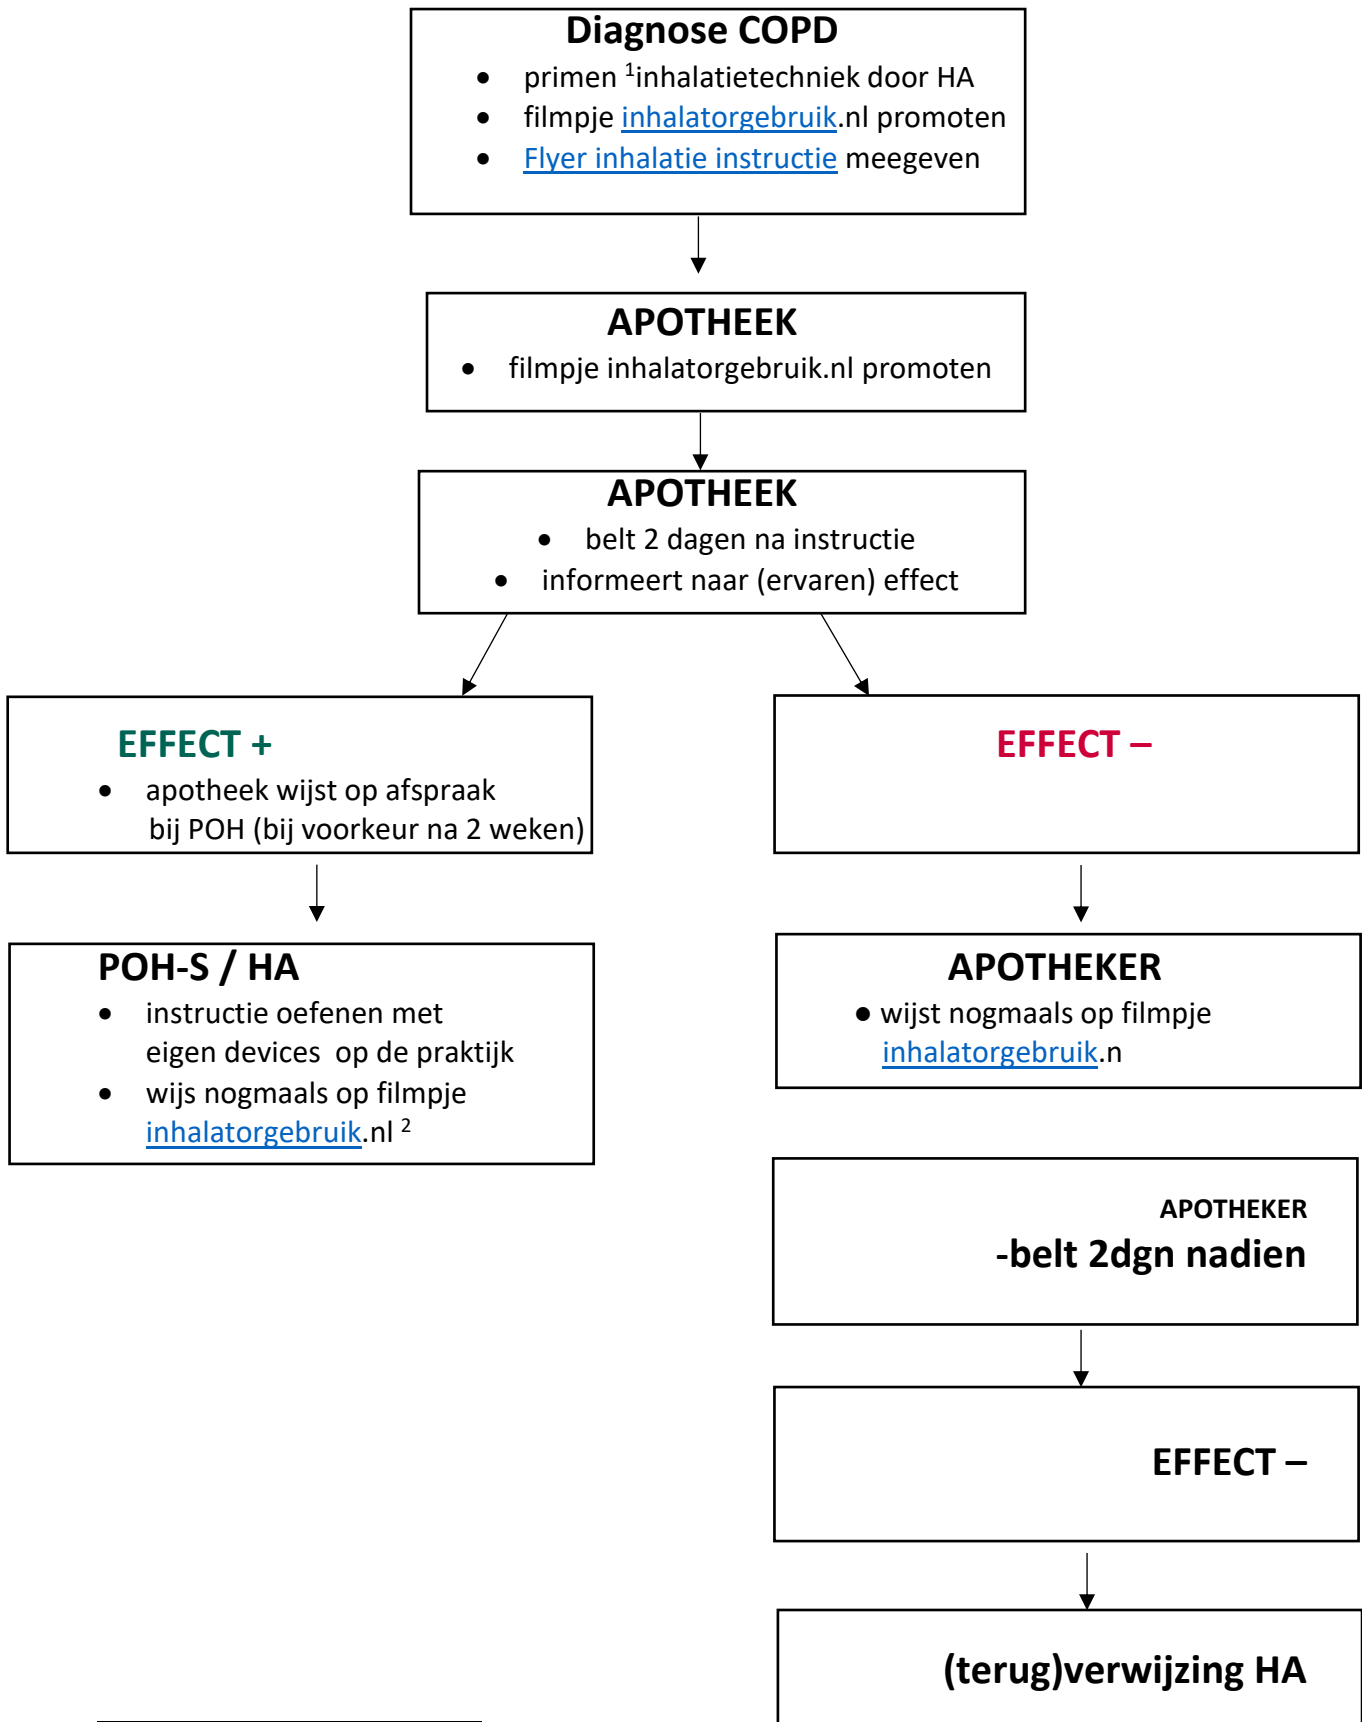 Diagnose COPD
• primen ¹inhalatietechniek door HA
• filmpje inhalatorgebruik.nl promoten
• Flyer inhalatie instructie meegeven
APOTHEEK
• filmpje inhalatorgebruik.nl promoten
APOTHEEK
• belt 2 dagen na instructie
• informeert naar (ervaren) effect
EFFECT +
• apotheek wijst op afspraak
bij POH (bij voorkeur na 2 weken)
EFFECT –
POH-S / HA
• instructie oefenen met
eigen devices op de praktijk
• wijs nogmaals op filmpje
inhalatorgebruik.nl ²
APOTHEKER
• wijst nogmaals op filmpje
inhalatorgebruik.n
APOTHEKER
-belt 2dgn nadien
EFFECT –
(terug)verwijzing HA